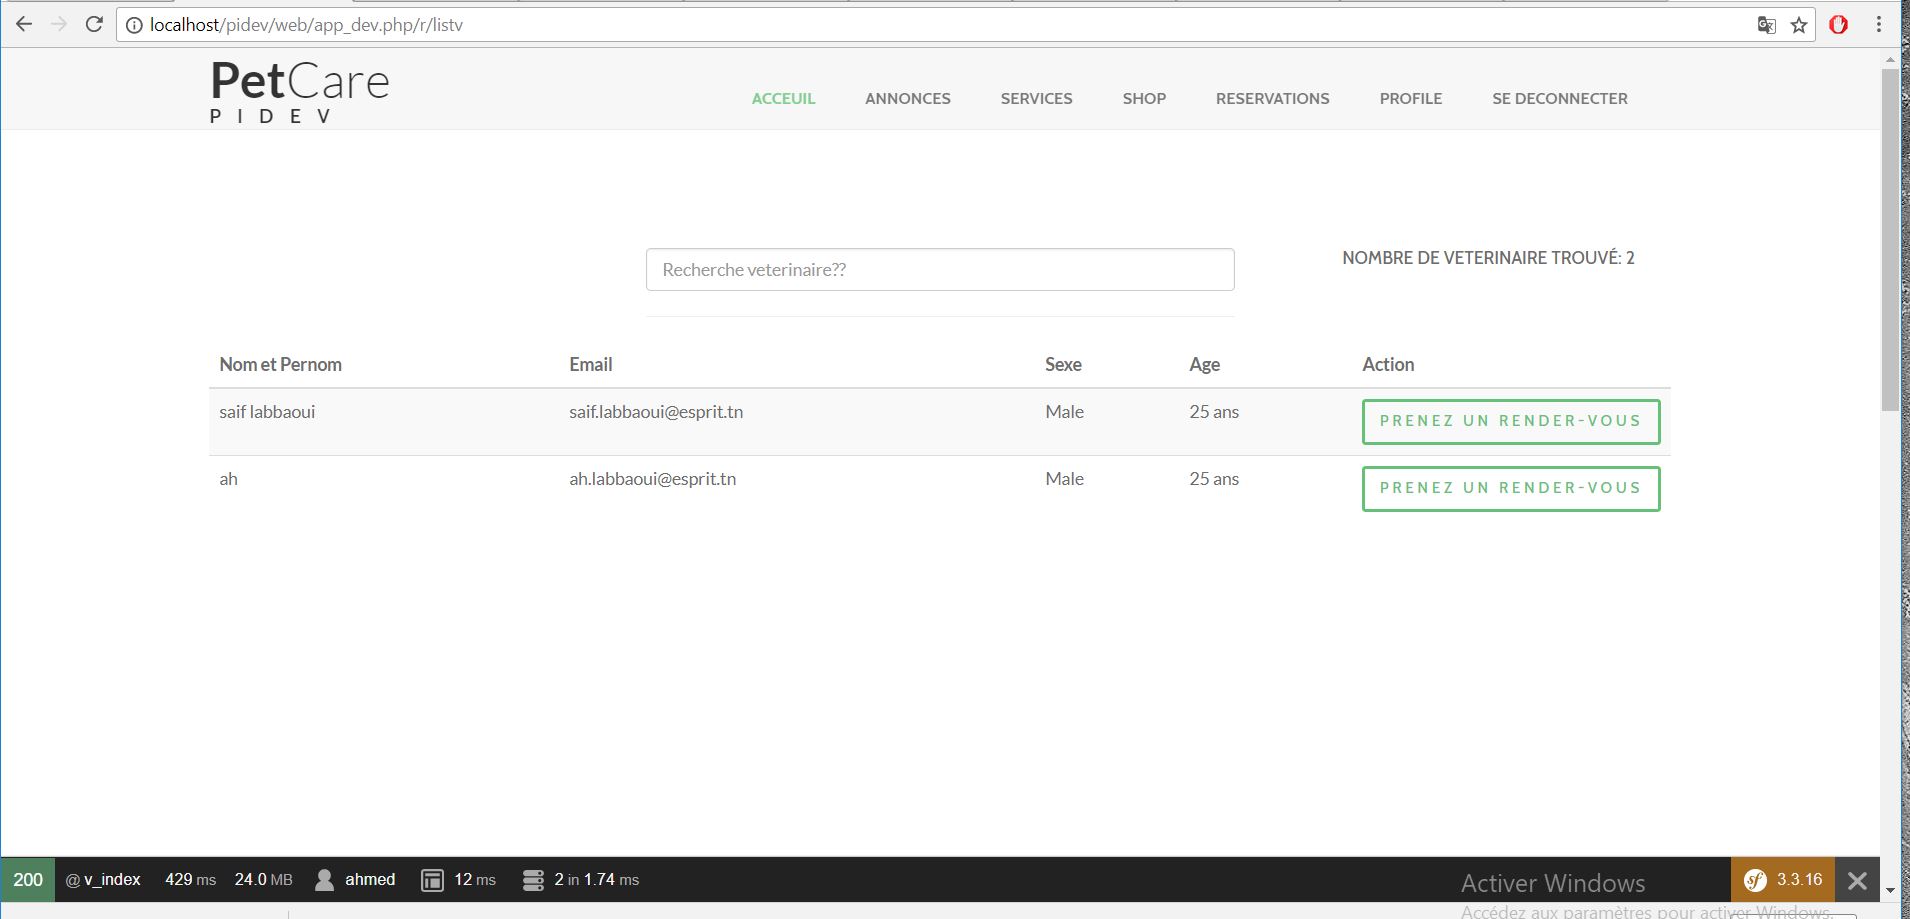 localhost/pidev/web/app_dev.php/r/listv
PetCare
PIDEV
ACCEUIL ANNONCES SERVICES SHOP RESERVATIONS PROFILE SE DECONNECTER
Recherche veterinaire??
NOMBRE DE VETERINAIRE TROUVÉ: 2
Nom et Pernom Email Sexe Age Action
saif labbaoui saif.labbaoui@esprit.tn Male 25 ans PRENEZ UN RENDER-VOUS
ah ah.labbaoui@esprit.tn Male 25 ans PRENEZ UN RENDER-VOUS
200 @ v_index 429 ms 24.0 MB ahmed 12 ms 2 in 1.74 ms sf 3.3.16
Activer Windows
Accédez aux paramètres pour activer Windows.